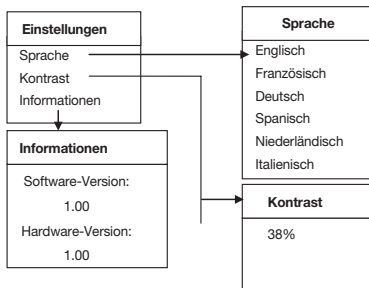 Einstellungen
Sprache
Kontrast
Informationen
Sprache
Englisch
Französisch
Deutsch
Spanisch
Niederländisch
Italienisch
Informationen
Software-Version:
1.00
Hardware-Version:
1.00
Kontrast
38%